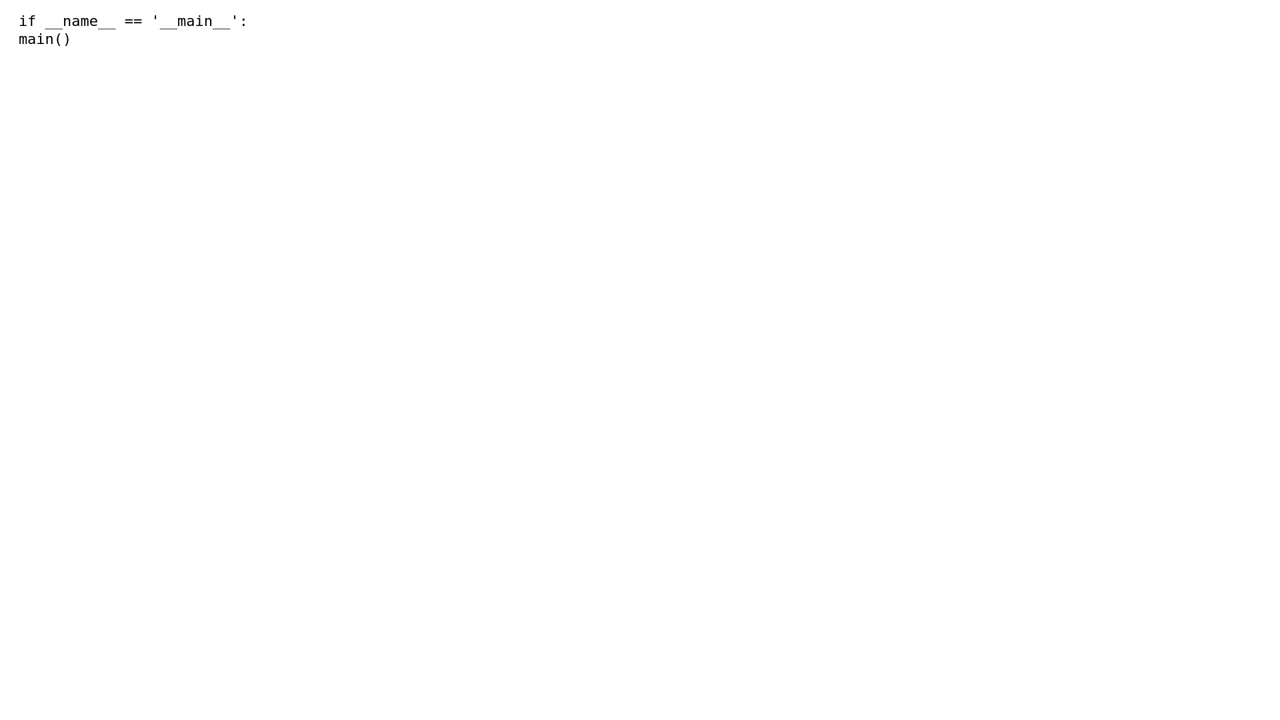 if __name__ == '__main__':
main()